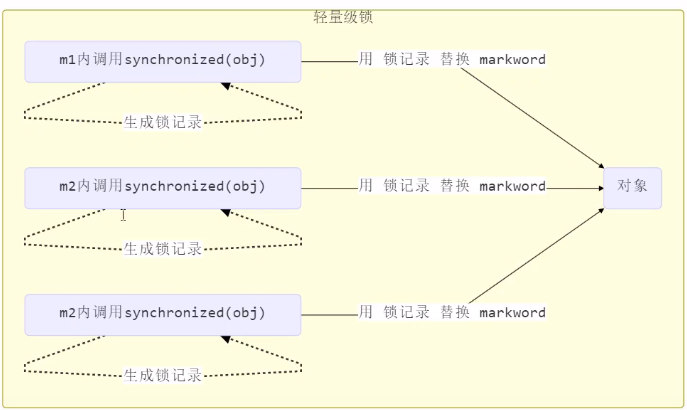 轻量级锁
m1内调用synchronized(obj)
用 锁记录 替换 markword
生成锁记录
m2内调用synchronized(obj)
用 锁记录 替换 markword
对象
生成锁记录
m2内调用synchronized(obj)
用 锁记录 替换 markword
生成锁记录